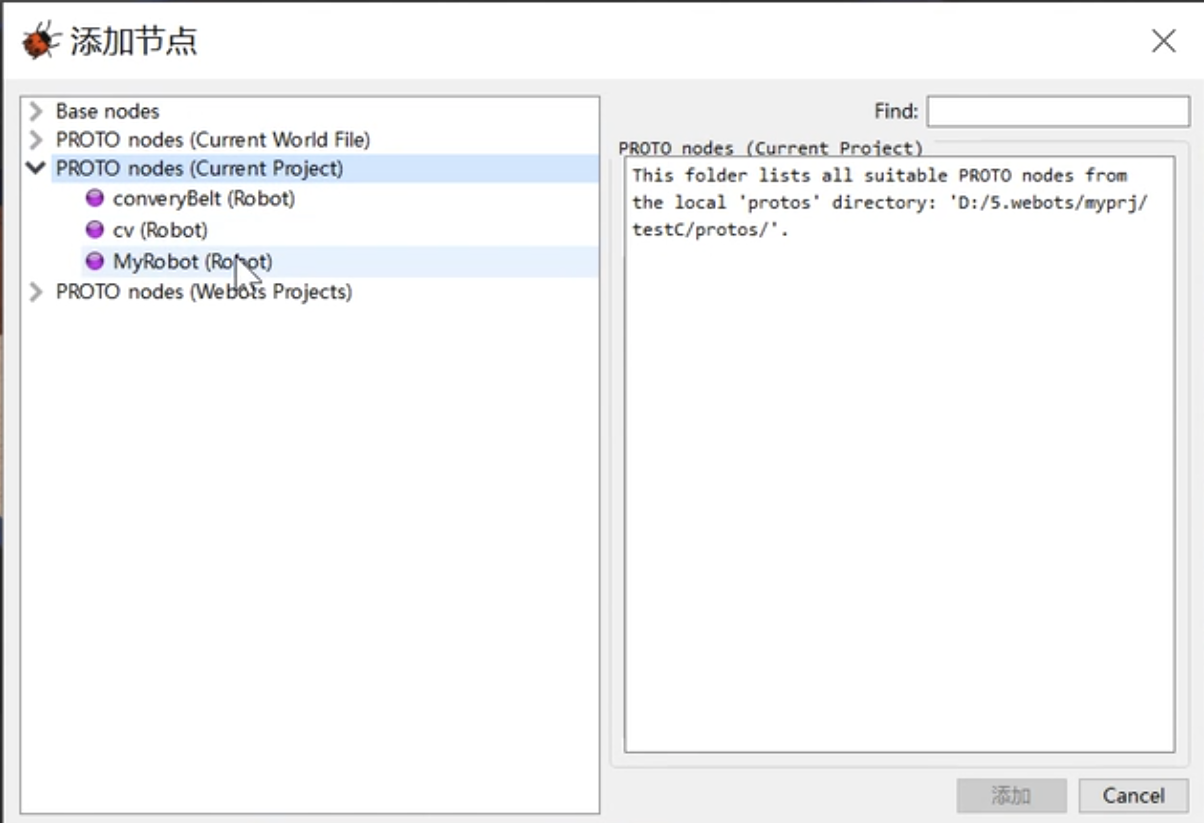 添加节点
Base nodes
PROTO nodes (Current World File)
PROTO nodes (Current Project)
converyBelt (Robot)
cv (Robot)
MyRobot (Robot)
PROTO nodes (Webots Projects)
Find:
PROTO nodes (Current Project)
This folder lists all suitable PROTO nodes from
the local 'protos' directory: 'D:/5.webots/myprj/
testC/protos/'.
添加
Cancel